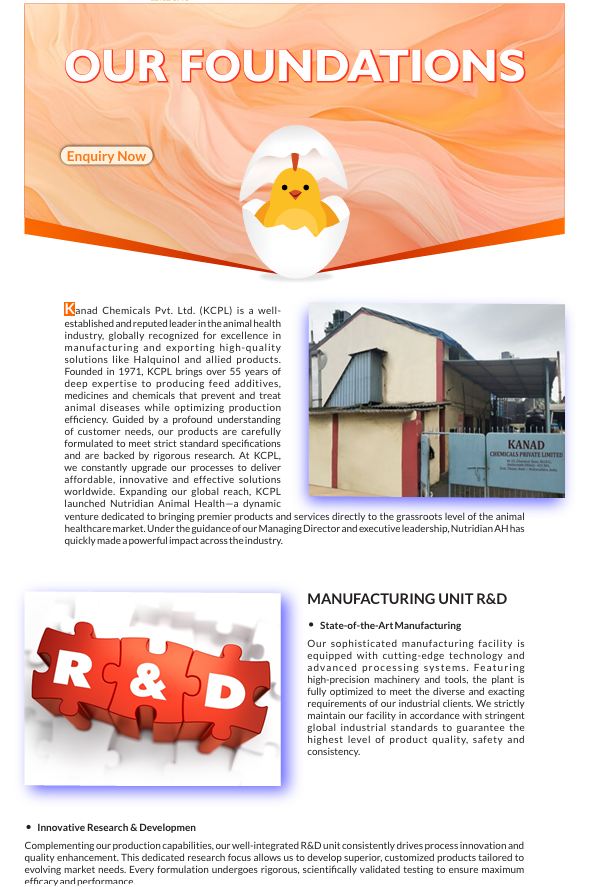 OUR FOUNDATIONS
Enquiry Now
Kanad Chemicals Pvt. Ltd. (KCPL) is a well-
established and reputed leader in the animal health
industry, globally recognized for excellence in
manufacturing and exporting high-quality
solutions like Halquinol and allied products.
Founded in 1971, KCPL brings over 55 years of
deep expertise to producing feed additives,
medicines and chemicals that prevent and treat
animal diseases while optimizing production
efficiency. Guided by a profound understanding
of customer needs, our products are carefully
formulated to meet strict standard specifications
and are backed by rigorous research. At KCPL,
we constantly upgrade our processes to deliver
affordable, innovative and effective solutions
worldwide. Expanding our global reach, KCPL
launched Nutridian Animal Health—a dynamic
venture dedicated to bringing premier products and services directly to the grassroots level of the animal
healthcare market. Under the guidance of our Managing Director and executive leadership, Nutridian AH has
quickly made a powerful impact across the industry.
KANAD
CHEMICALS PRIVATE LIMITED
R & D
MANUFACTURING UNIT R&D
• State-of-the-Art Manufacturing
Our sophisticated manufacturing facility is
equipped with cutting-edge technology and
advanced processing systems. Featuring
high-precision machinery and tools, the plant is
fully optimized to meet the diverse and exacting
requirements of our industrial clients. We strictly
maintain our facility in accordance with stringent
global industrial standards to guarantee the
highest level of product quality, safety and
consistency.
• Innovative Research & Developmen
Complementing our production capabilities, our well-integrated R&D unit consistently drives process innovation and
quality enhancement. This dedicated research focus allows us to develop superior, customized products tailored to
evolving market needs. Every formulation undergoes rigorous, scientifically validated testing to ensure maximum
efficacy and performance.